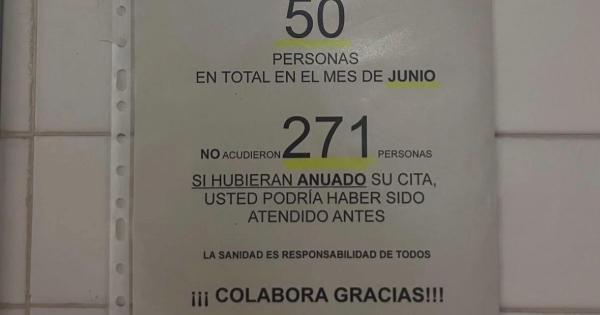 50
PERSONAS
EN TOTAL EN EL MES DE JUNIO
NO ACUDIERON 271 PERSONAS
SI HUBIERAN ANUADO SU CITA,
USTED PODRÍA HABER SIDO
ATENDIDO ANTES
LA SANIDAD ES RESPONSABILIDAD DE TODOS
¡¡¡ COLABORA GRACIAS!!!